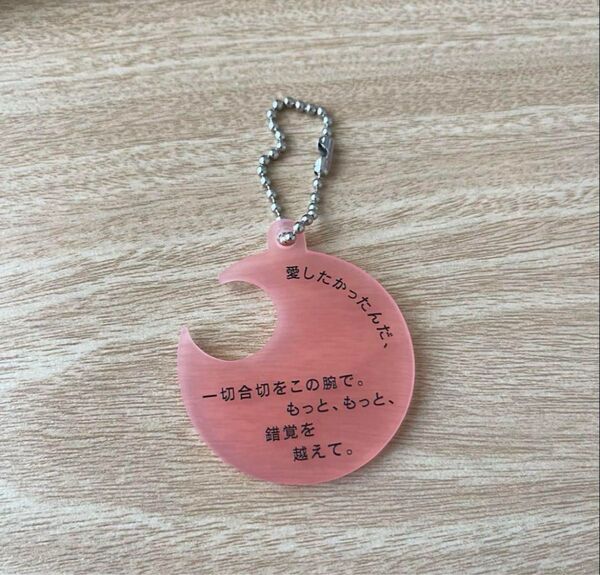 愛したかったんだ、
一切合切をこの腕で。
もっと、もっと、
錯覚を
越えて。